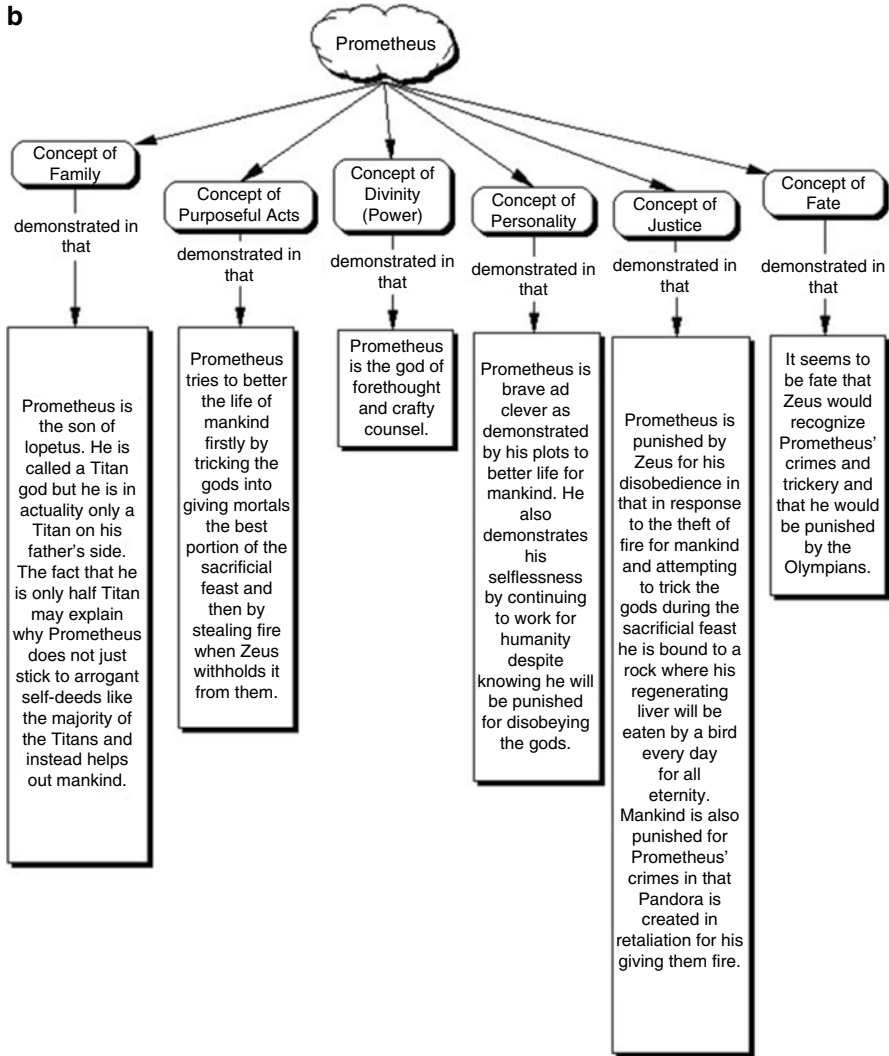 b
Prometheus
Concept of
Family
demonstrated in
that
Prometheus is
the son of
lopetus. He is
called a Titan
god but he is in
actuality only a
Titan on his
father's side.
The fact that he
is only half Titan
may explain
why Prometheus
does not just
stick to arrogant
self-deeds like
the majority of
the Titans and
instead helps
out mankind.
Concept of
Purposeful Acts
demonstrated in
that
Prometheus
tries to better
the life of
mankind
firstly by
tricking the
gods into
giving mortals
the best
portion of the
sacrificial
feast and
then by
stealing fire
when Zeus
withholds it
from them.
Concept of
Divinity
(Power)
demonstrated in
that
Prometheus
is the god of
forethought
and crafty
counsel.
Concept of
Personality
demonstrated in
that
Prometheus is
brave ad
clever as
demonstrated
by his plots to
better life for
mankind. He
also
demonstrates
his
selflessness
by continuing
to work for
humanity
despite
knowing he will
be punished
for disobeying
the gods.
Concept of
Justice
demonstrated in
that
Prometheus is
punished by
Zeus for his
disobedience in
that in response
to the theft of
fire for mankind
and attempting
to trick the
gods during the
sacrificial feast
he is bound to a
rock where his
regenerating
liver will be
eaten by a bird
every day
for all
eternity.
Mankind is also
punished for
Prometheus'
crimes in that
Pandora is
created in
retaliation for his
giving them fire.
Concept of
Fate
demonstrated in
that
It seems to
be fate that
Zeus would
recognize
Prometheus'
crimes and
trickery and
that he would
be punished
by the
Olympians.